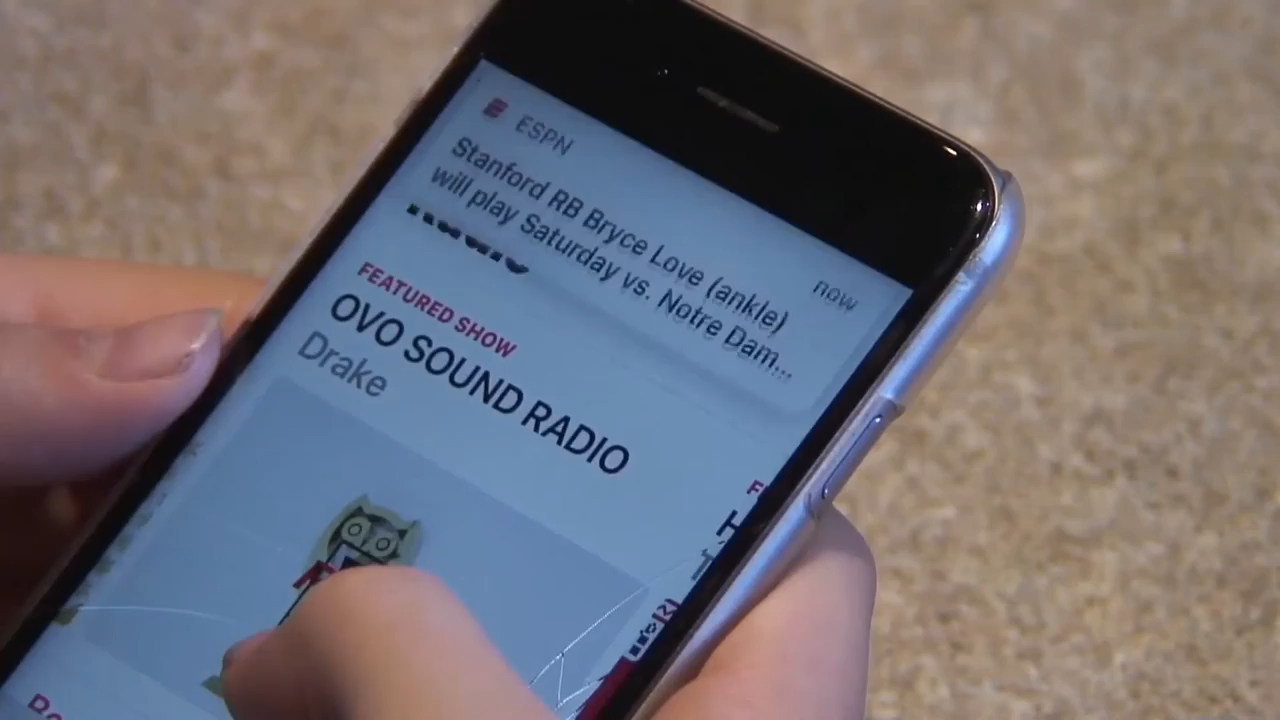 ESPN
now
Stanford RB Bryce Love (ankle)
will play Saturday vs. Notre Dam...
FEATURED SHOW
OVO SOUND RADIO
Drake
F
H